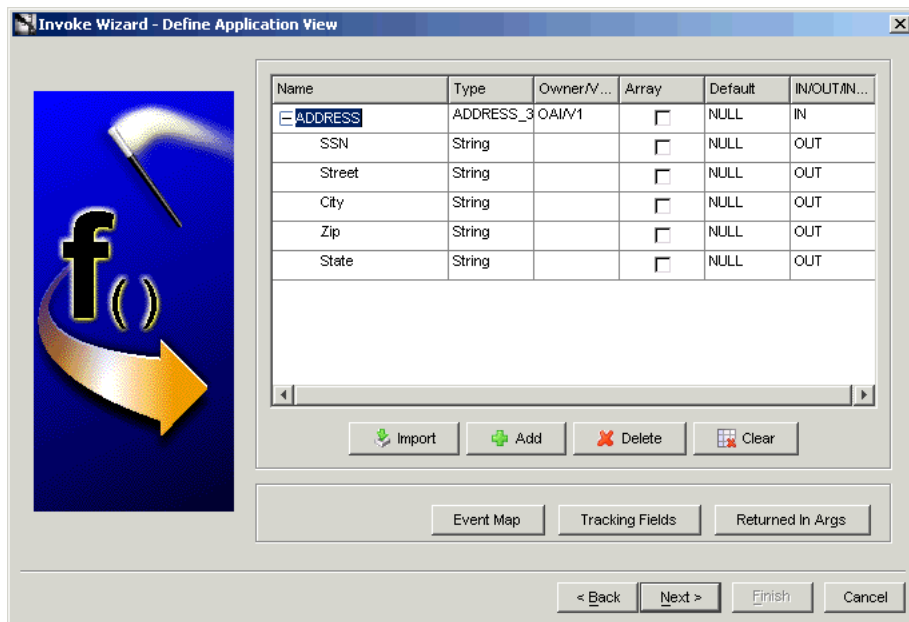 Invoke Wizard - Define Application View
Name Type Owner/V... Array Default IN/OUT/IN...
ADDRESS ADDRESS_3 OAI/V1 NULL IN
SSN String NULL OUT
Street String NULL OUT
City String NULL OUT
Zip String NULL OUT
State String NULL OUT
f()
Import Add Delete Clear
Event Map Tracking Fields Returned In Args
< Back Next > Finish Cancel